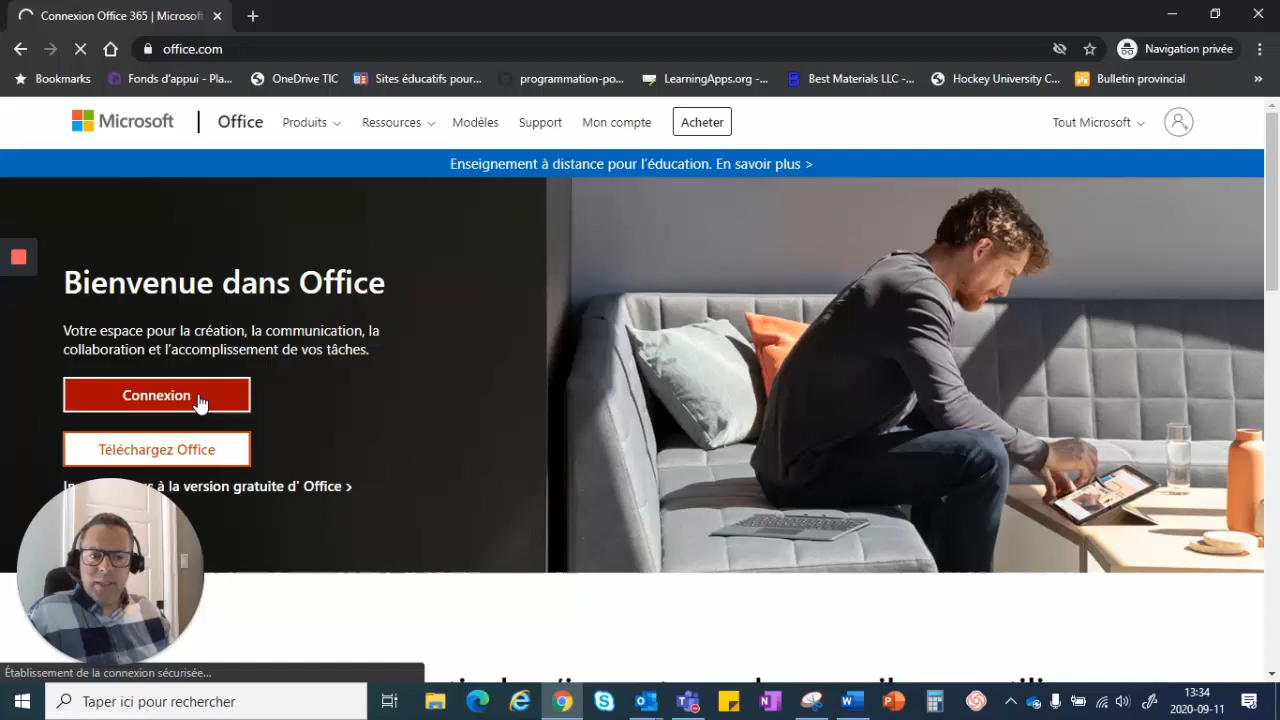 Connexion Office 365 | Microsof
office.com
Navigation privée
Bookmarks
Fonds d'appui - Pla...
OneDrive TIC
Sites éducatifs pour...
programmation-po...
LearningApps.org -...
Best Materials LLC -...
Hockey University C...
Bulletin provincial
»
Microsoft
Office
Produits
Ressources
Modèles
Support
Mon compte
Acheter
Tout Microsoft
Enseignement à distance pour l'éducation. En savoir plus >
Bienvenue dans Office
Votre espace pour la création, la communication, la
collaboration et l'accomplissement de vos tâches.
Connexion
Téléchargez Office
à la version gratuite d' Office >
Établissement de la connexion sécurisée...
Taper ici pour rechercher
13:34
2020-09-11